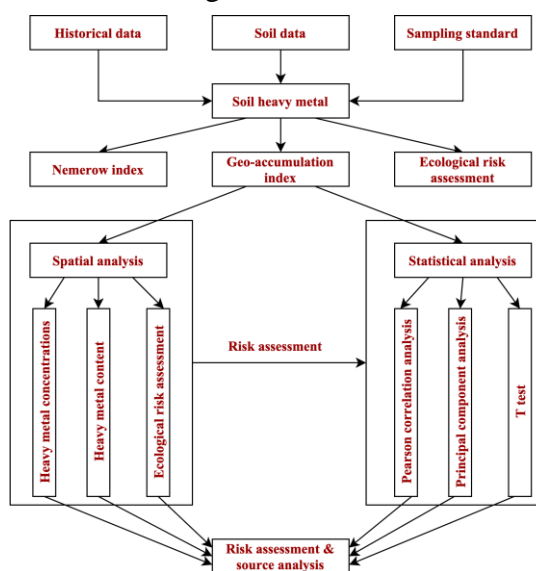 Historical data
Soil data
Sampling standard
Soil heavy metal
Nemerow index
Geo-accumulation
index
Ecological risk
assessment
Spatial analysis
Statistical analysis
Heavy metal concentrations
Heavy metal content
Ecological risk assessment
Risk assessment
Pearson correlation analysis
Principal component analysis
T test
Risk assessment &
source analysis